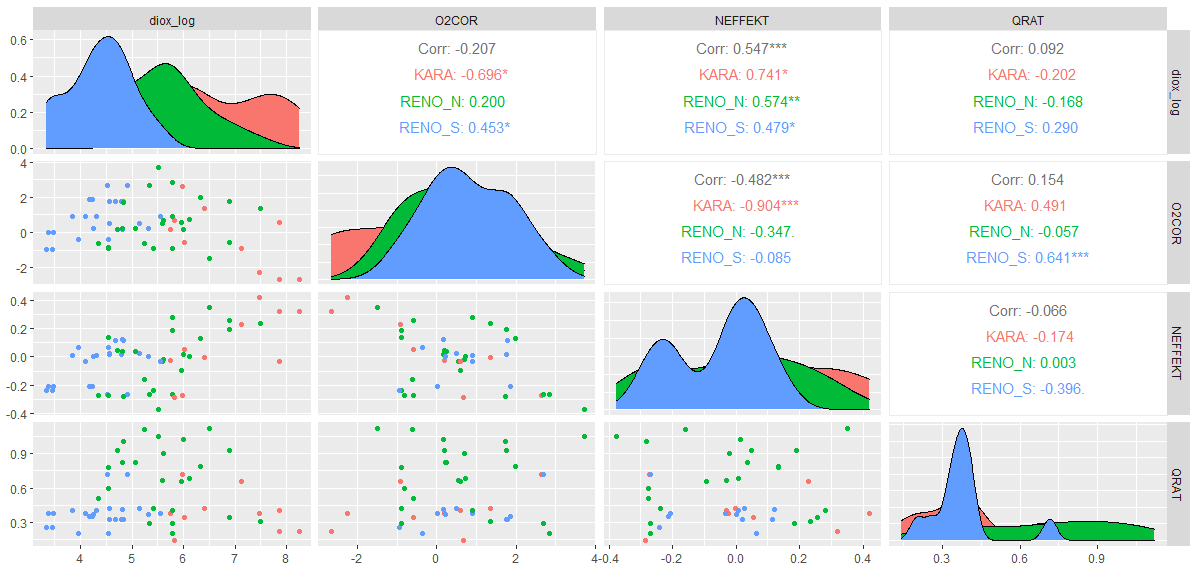 diox_log O2COR NEFFEKT QRAT
0.6
0.4
0.2
0.0
Corr: -0.207
KARA: -0.696*
RENO_N: 0.200
RENO_S: 0.453*
Corr: 0.547***
KARA: 0.741*
RENO_N: 0.574**
RENO_S: 0.479*
Corr: 0.092
KARA: -0.202
RENO_N: -0.168
RENO_S: 0.290
diox_log
4
2
0
-2
Corr: -0.482***
KARA: -0.904***
RENO_N: -0.347.
RENO_S: -0.085
Corr: 0.154
KARA: 0.491
RENO_N: -0.057
RENO_S: 0.641***
O2COR
0.4
0.2
0.0
-0.2
-0.4
Corr: -0.066
KARA: -0.174
RENO_N: 0.003
RENO_S: -0.396.
NEFFEKT
0.9
0.6
0.3
QRAT
4 5 6 7 8
-2 0 2 4
-0.4 -0.2 0.0 0.2 0.4
0.3 0.6 0.9